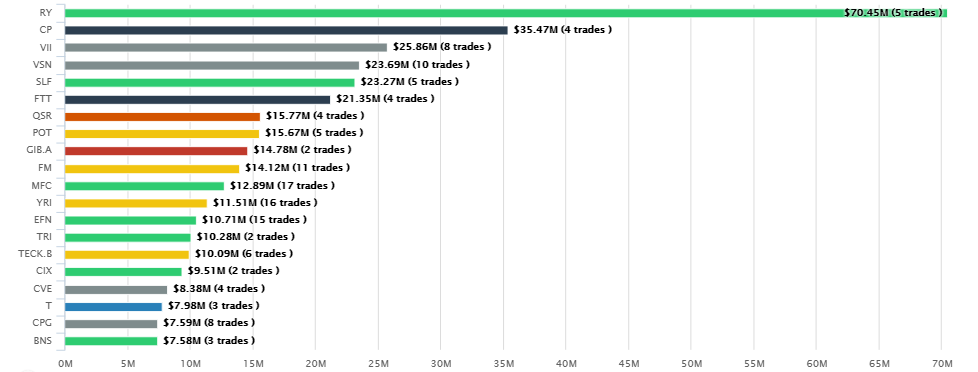 RY $70.45M (5 trades )
CP $35.47M (4 trades )
VII $25.86M (8 trades )
VSN $23.69M (10 trades )
SLF $23.27M (5 trades )
FTT $21.35M (4 trades )
QSR $15.77M (4 trades )
POT $15.67M (5 trades )
GIB.A $14.78M (2 trades )
FM $14.12M (11 trades )
MFC $12.89M (17 trades )
YRI $11.51M (16 trades )
EFN $10.71M (15 trades )
TRI $10.28M (2 trades )
TECK.B $10.09M (6 trades )
CIX $9.51M (2 trades )
CVE $8.38M (4 trades )
T $7.98M (3 trades )
CPG $7.59M (8 trades )
BNS $7.58M (3 trades )
0M 5M 10M 15M 20M 25M 30M 35M 40M 45M 50M 55M 60M 65M 70M